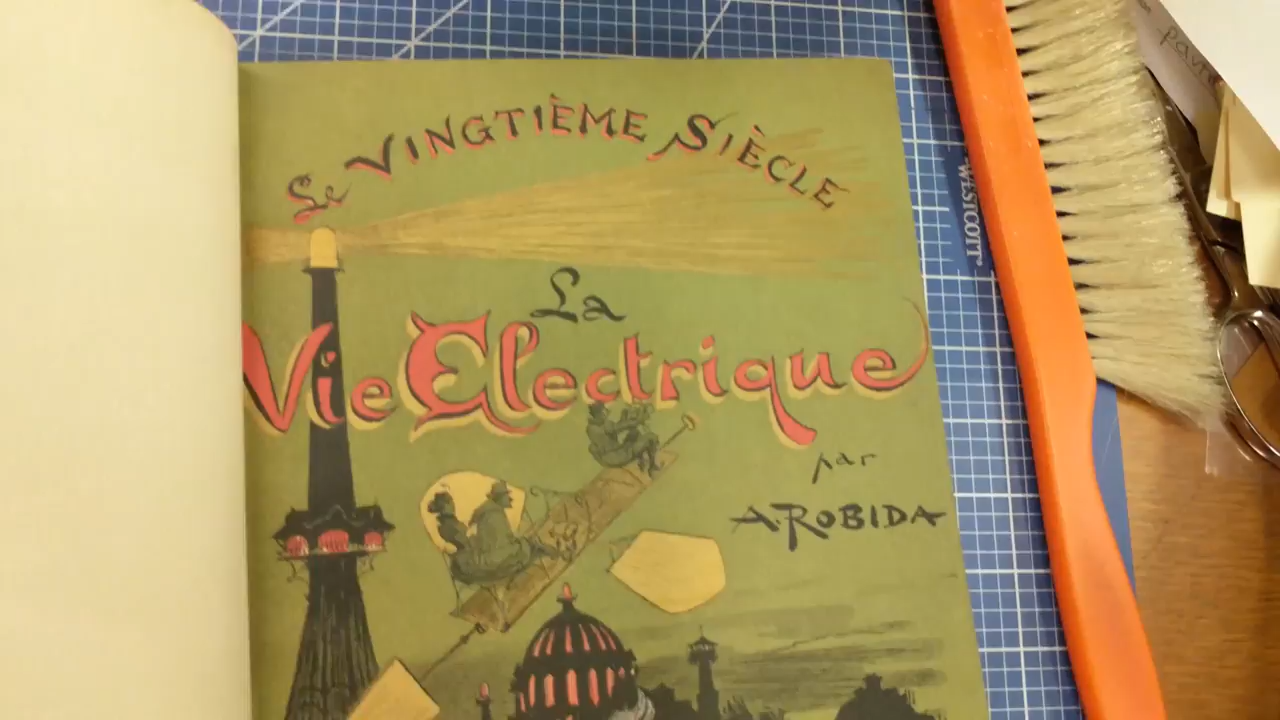 Le VINGTIÈME SIÈCLE
La
Vie Electrique
par
A. ROBIDA
WESTCOTT